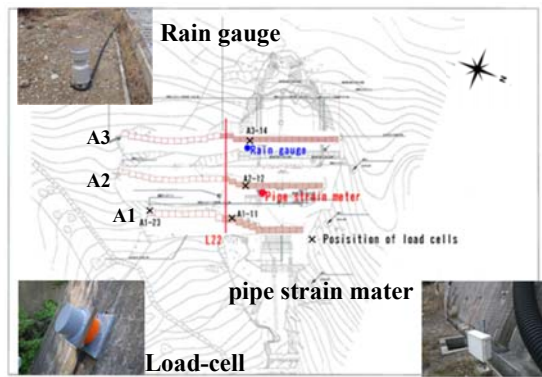 Rain gauge
N
A3
A3-14
Rain gauge
A2
A2-12
Pipe strain meter
A1
A1-23
A1-11
L22
× Posisition of load cells
pipe strain mater
Load-cell